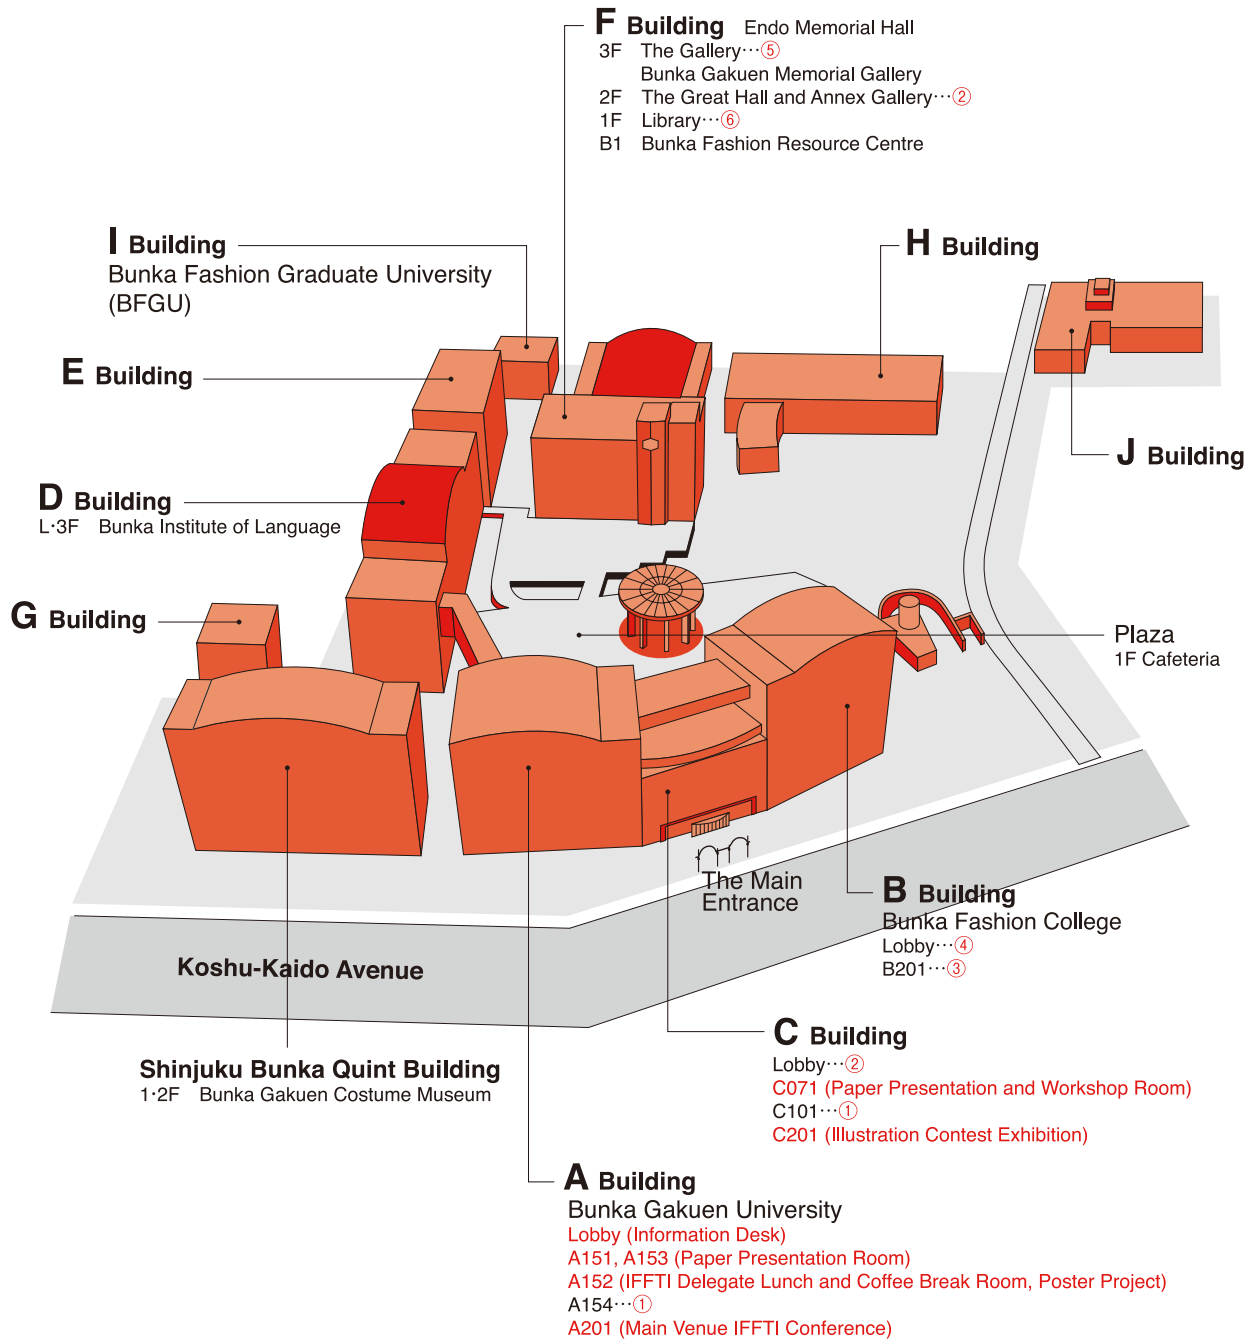 F Building Endo Memorial Hall
3F The Gallery…⑤
Bunka Gakuen Memorial Gallery
2F The Great Hall and Annex Gallery…②
1F Library…⑥
B1 Bunka Fashion Resource Centre
I Building
Bunka Fashion Graduate University
(BFGU)
H Building
E Building
J Building
D Building
L·3F Bunka Institute of Language
G Building
Plaza
1F Cafeteria
The Main
Entrance
B Building
Bunka Fashion College
Lobby…④
B201…③
Koshu-Kaido Avenue
C Building
Lobby…②
C071 (Paper Presentation and Workshop Room)
C101…①
C201 (Illustration Contest Exhibition)
Shinjuku Bunka Quint Building
1·2F Bunka Gakuen Costume Museum
A Building
Bunka Gakuen University
Lobby (Information Desk)
A151, A153 (Paper Presentation Room)
A152 (IFFTI Delegate Lunch and Coffee Break Room, Poster Project)
A154…①
A201 (Main Venue IFFTI Conference)